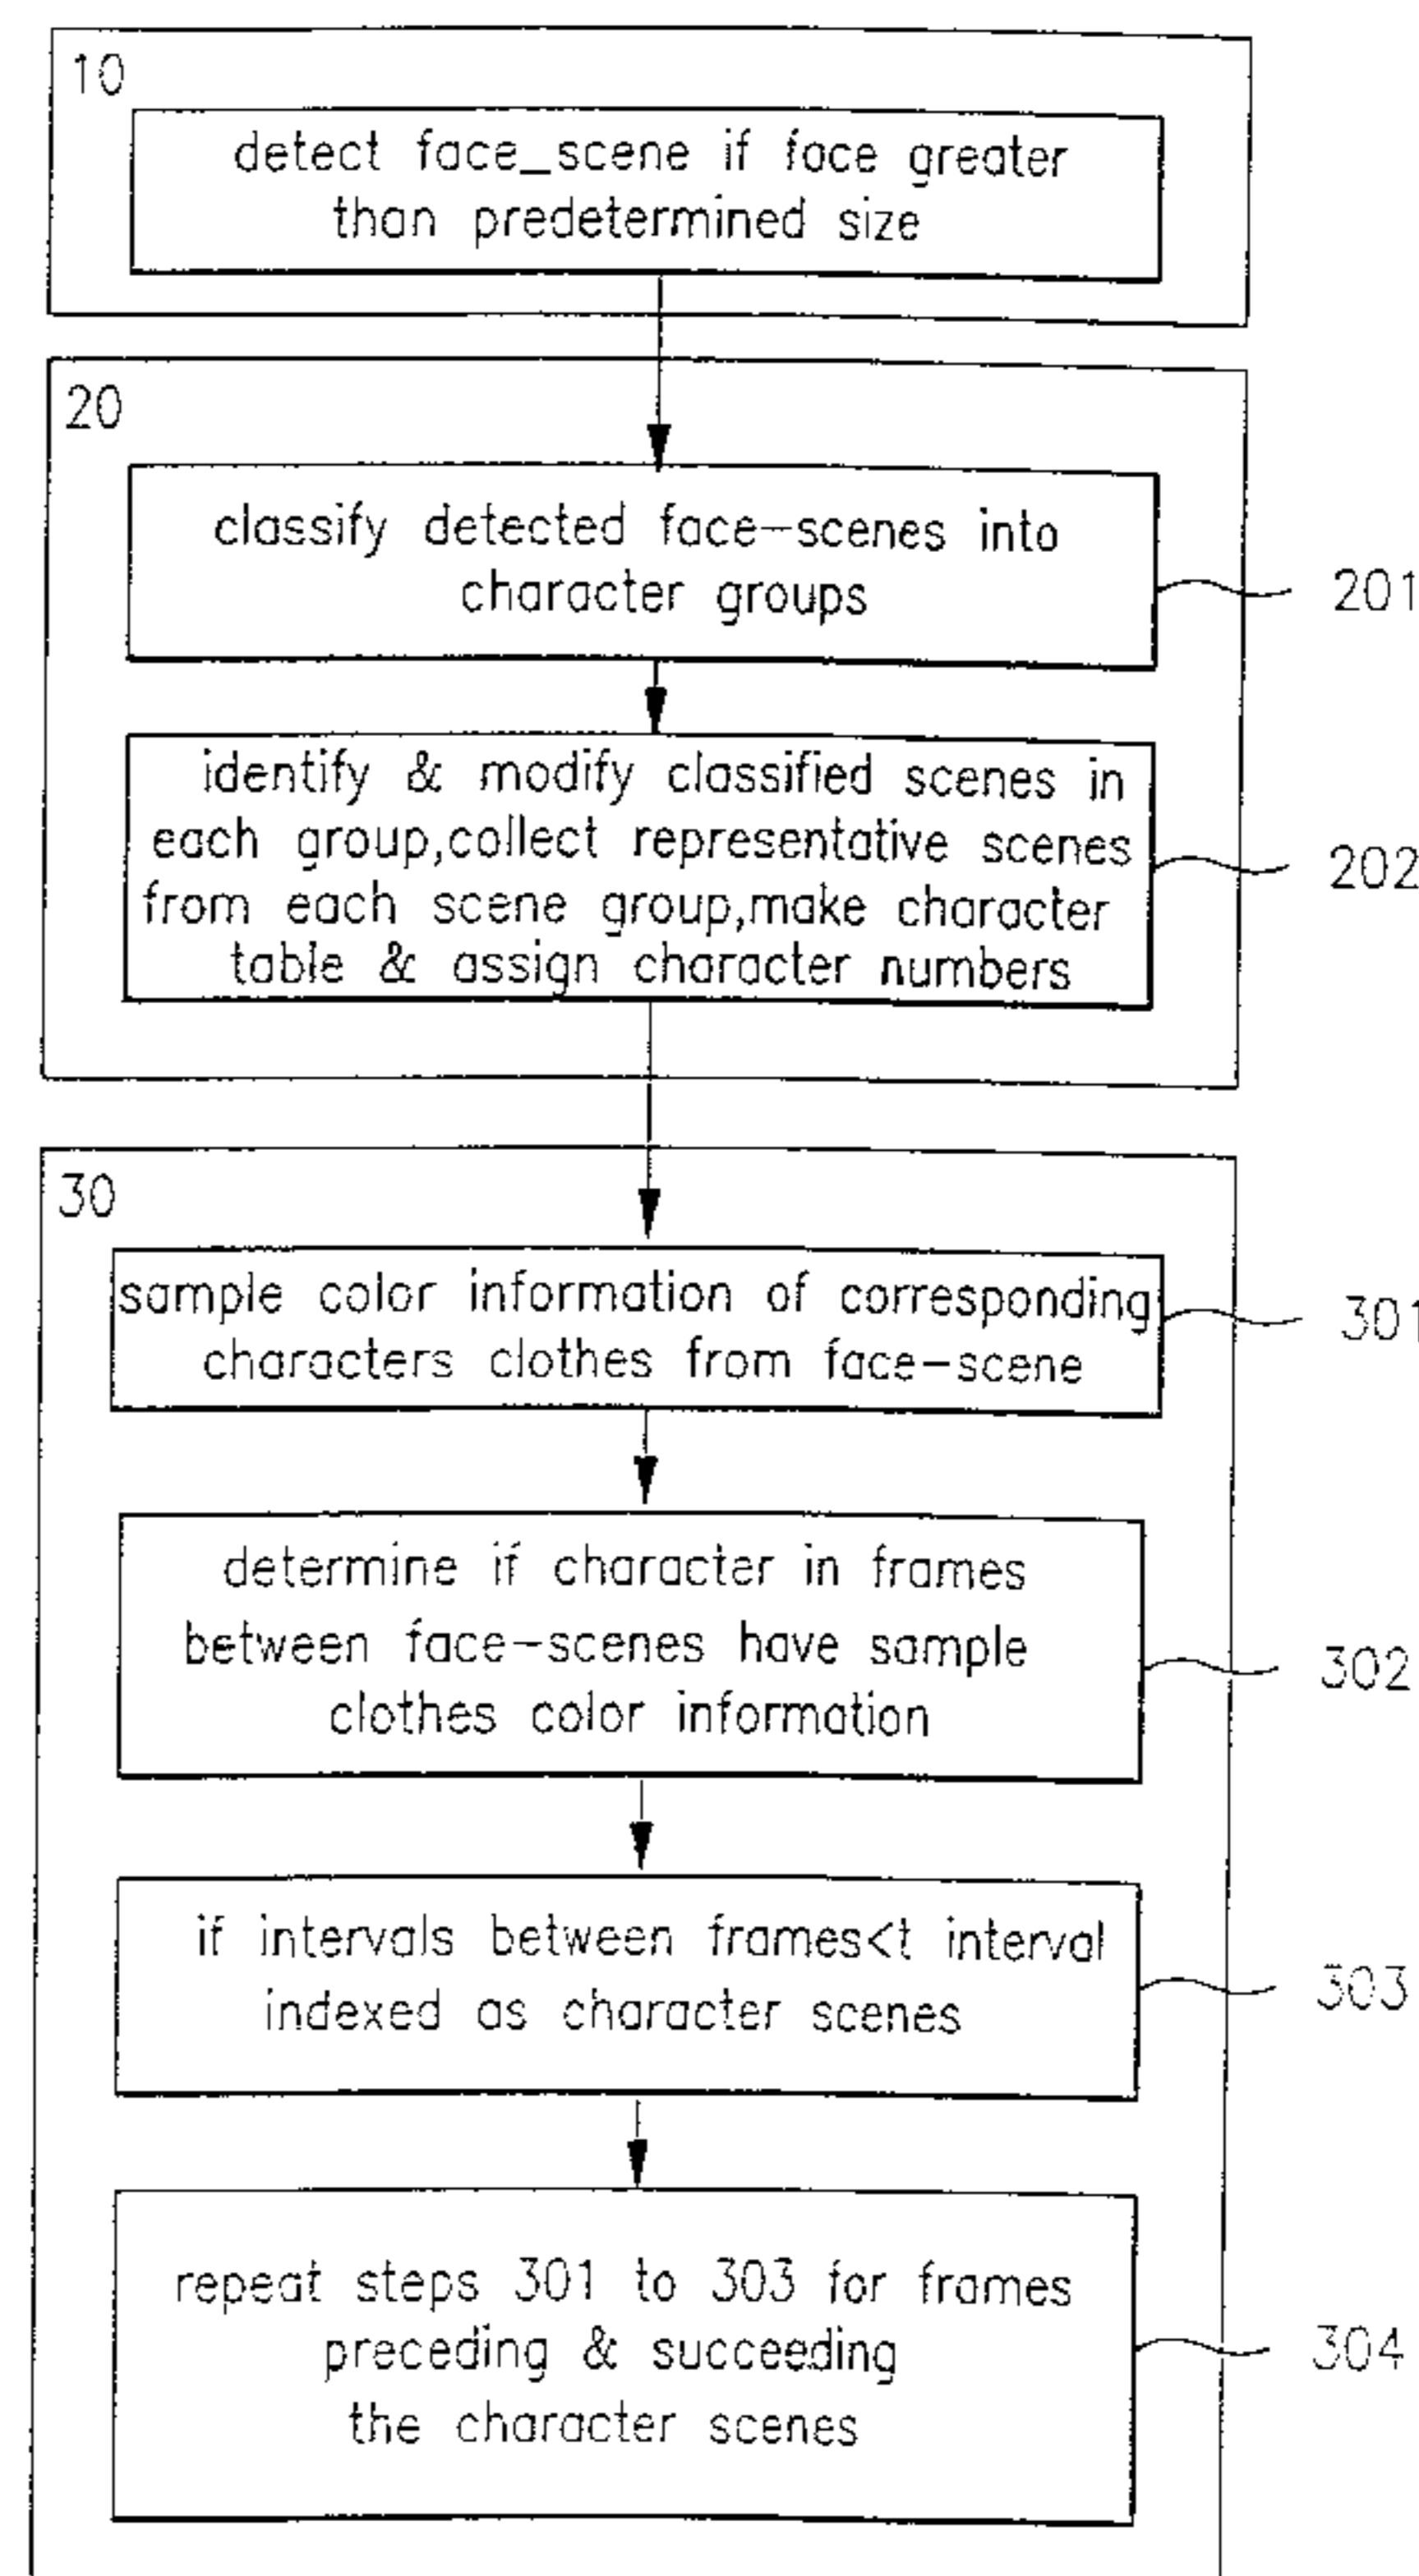 10
detect face_scene if face greater
than predetermined size
20
classify detected face-scenes into
character groups
201
identify & modify classified scenes in
each group,collect representative scenes
from each scene group,make character
table & assign character numbers
202
30
sample color information of corresponding
characters clothes from face-scene
301
determine if character in frames
between face-scenes have sample
clothes color information
302
if intervals between frames<t interval
indexed as character scenes
303
repeat steps 301 to 303 for frames
preceding & succeeding
the character scenes
304